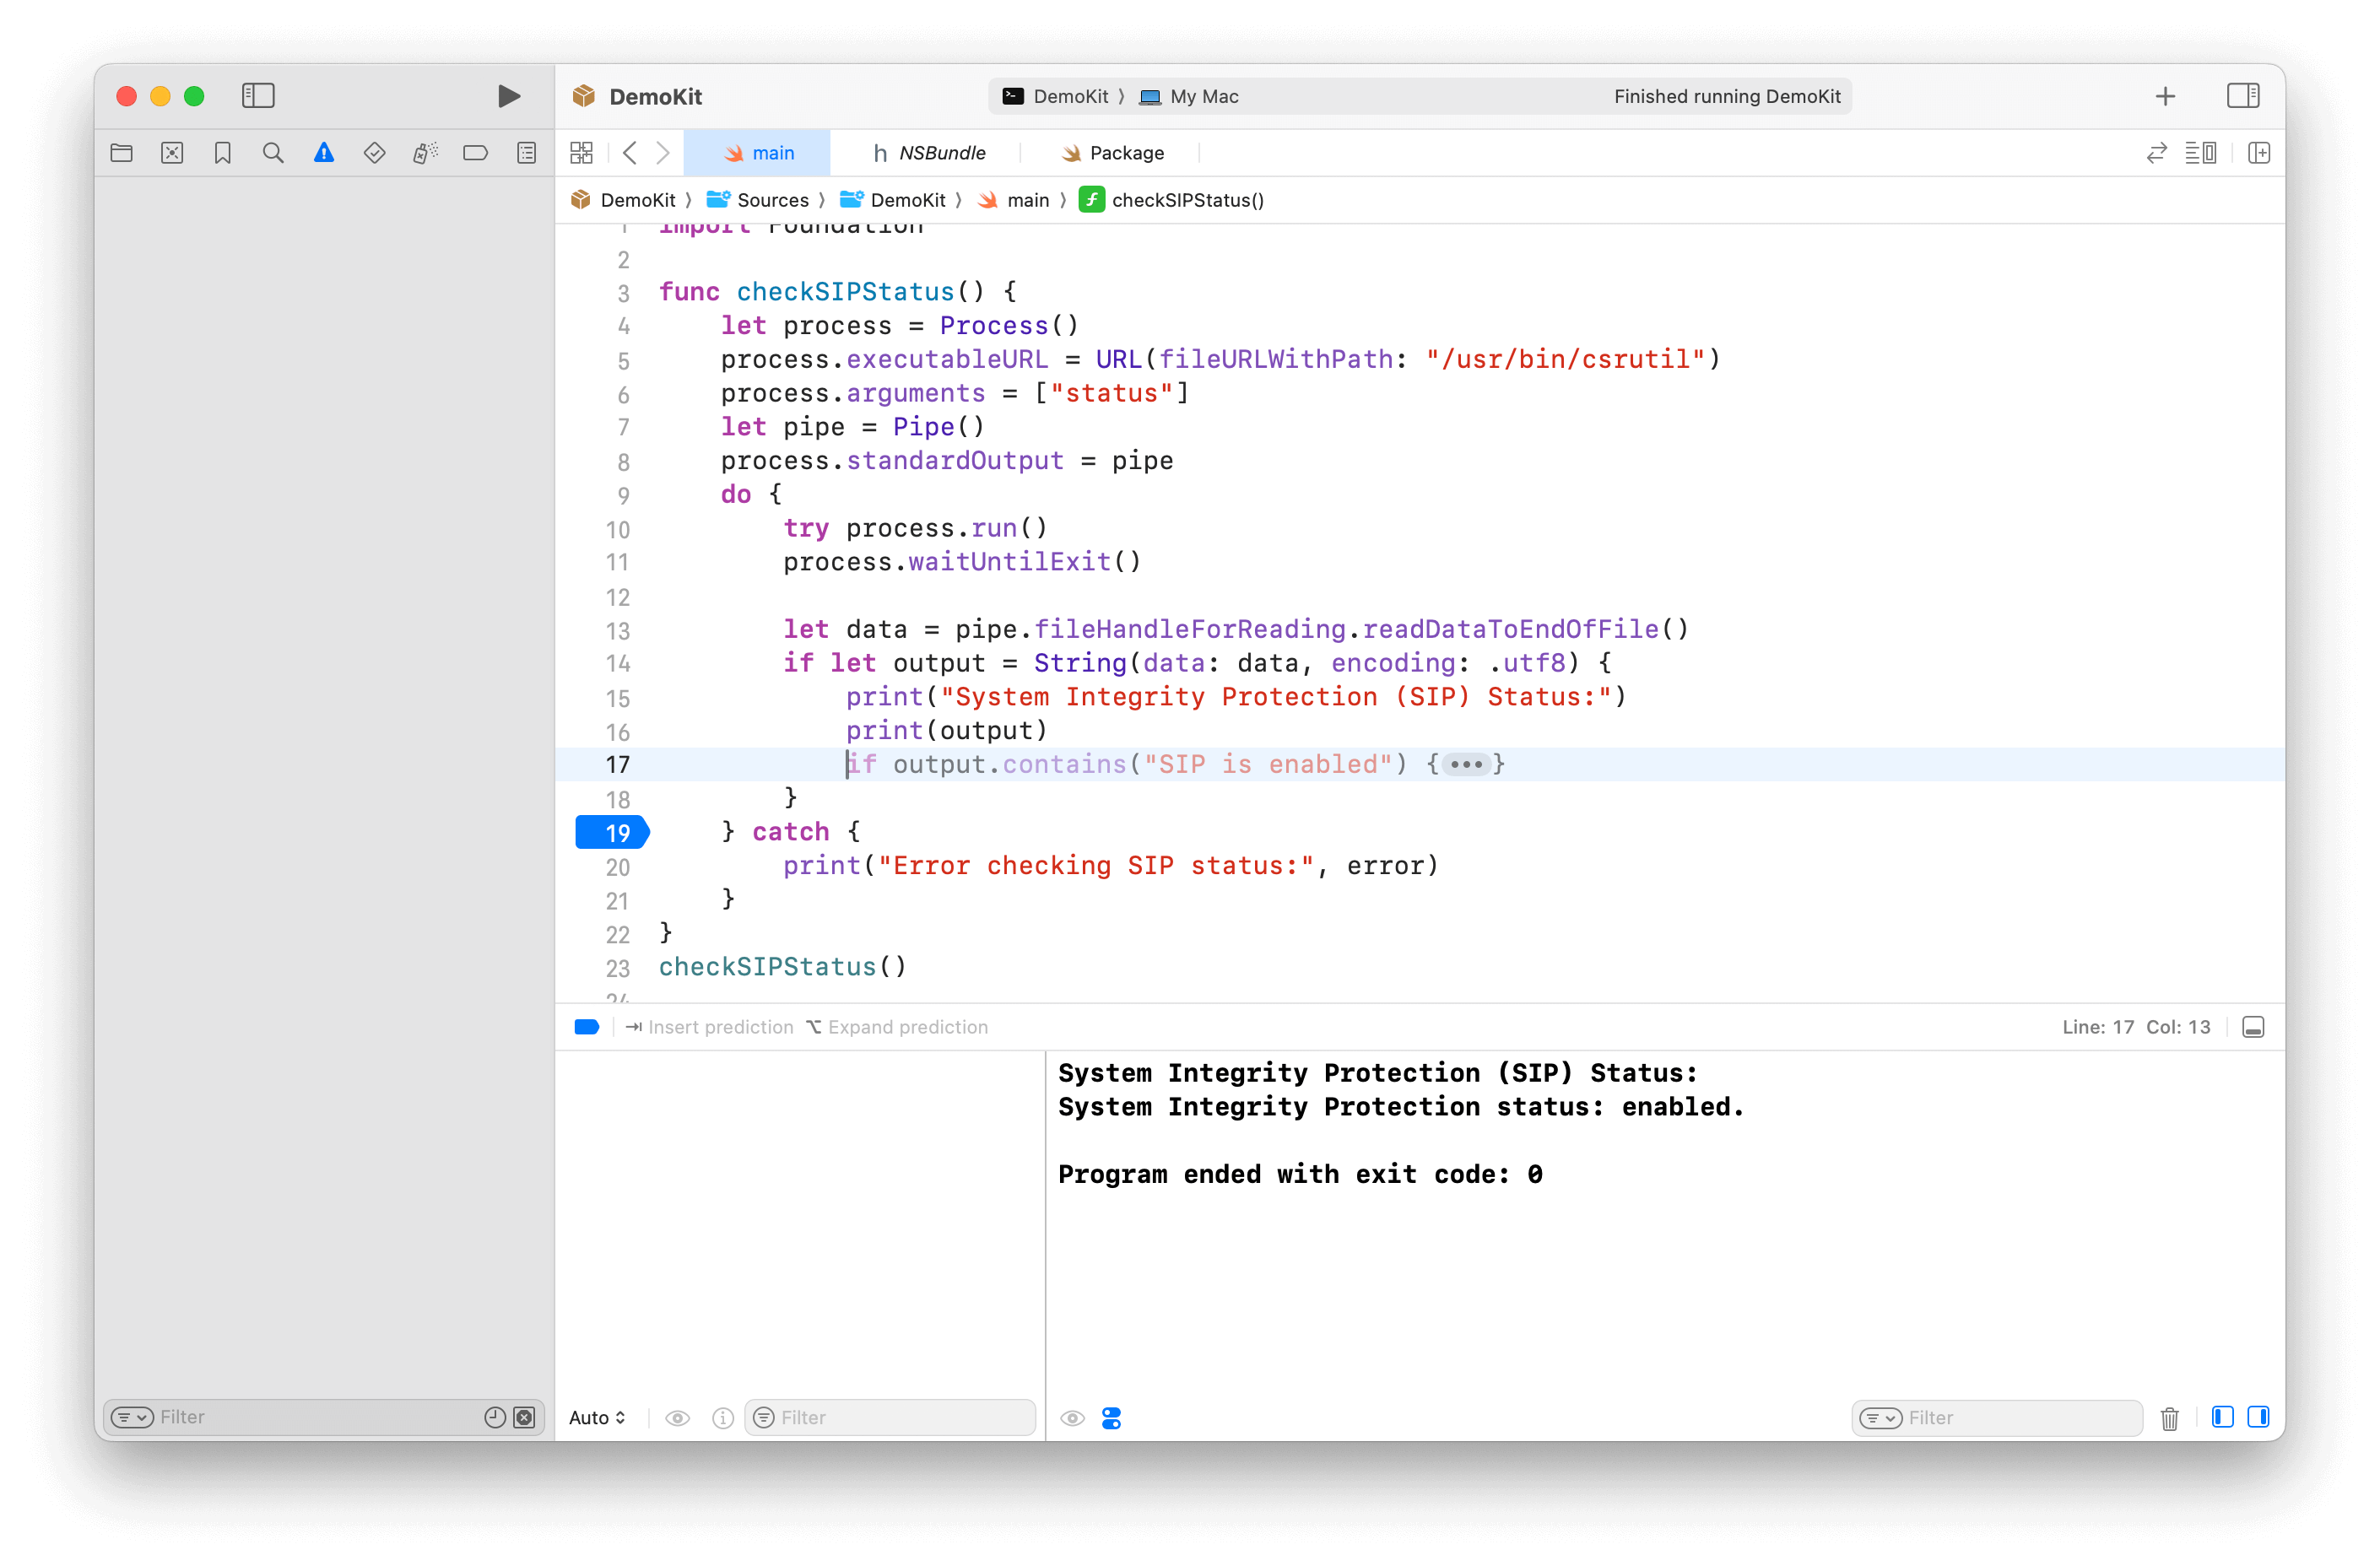 DemoKit
DemoKit 〉 My Mac
Finished running DemoKit
main
h NSBundle
Package
DemoKit 〉 Sources 〉 DemoKit 〉 main 〉 f checkSIPStatus()
1 import Foundation
2
3 func checkSIPStatus() {
4 let process = Process()
5 process.executableURL = URL(fileURLWithPath: "/usr/bin/csrutil")
6 process.arguments = ["status"]
7 let pipe = Pipe()
8 process.standardOutput = pipe
9 do {
10 try process.run()
11 process.waitUntilExit()
12
13 let data = pipe.fileHandleForReading.readDataToEndOfFile()
14 if let output = String(data: data, encoding: .utf8) {
15 print("System Integrity Protection (SIP) Status:")
16 print(output)
17 if output.contains("SIP is enabled") {•••}
18 }
19 } catch {
20 print("Error checking SIP status:", error)
21 }
22 }
23 checkSIPStatus()
24
Insert prediction ⌥ Expand prediction
Line: 17 Col: 13
System Integrity Protection (SIP) Status:
System Integrity Protection status: enabled.
Program ended with exit code: 0
Filter
Auto
Filter
Filter